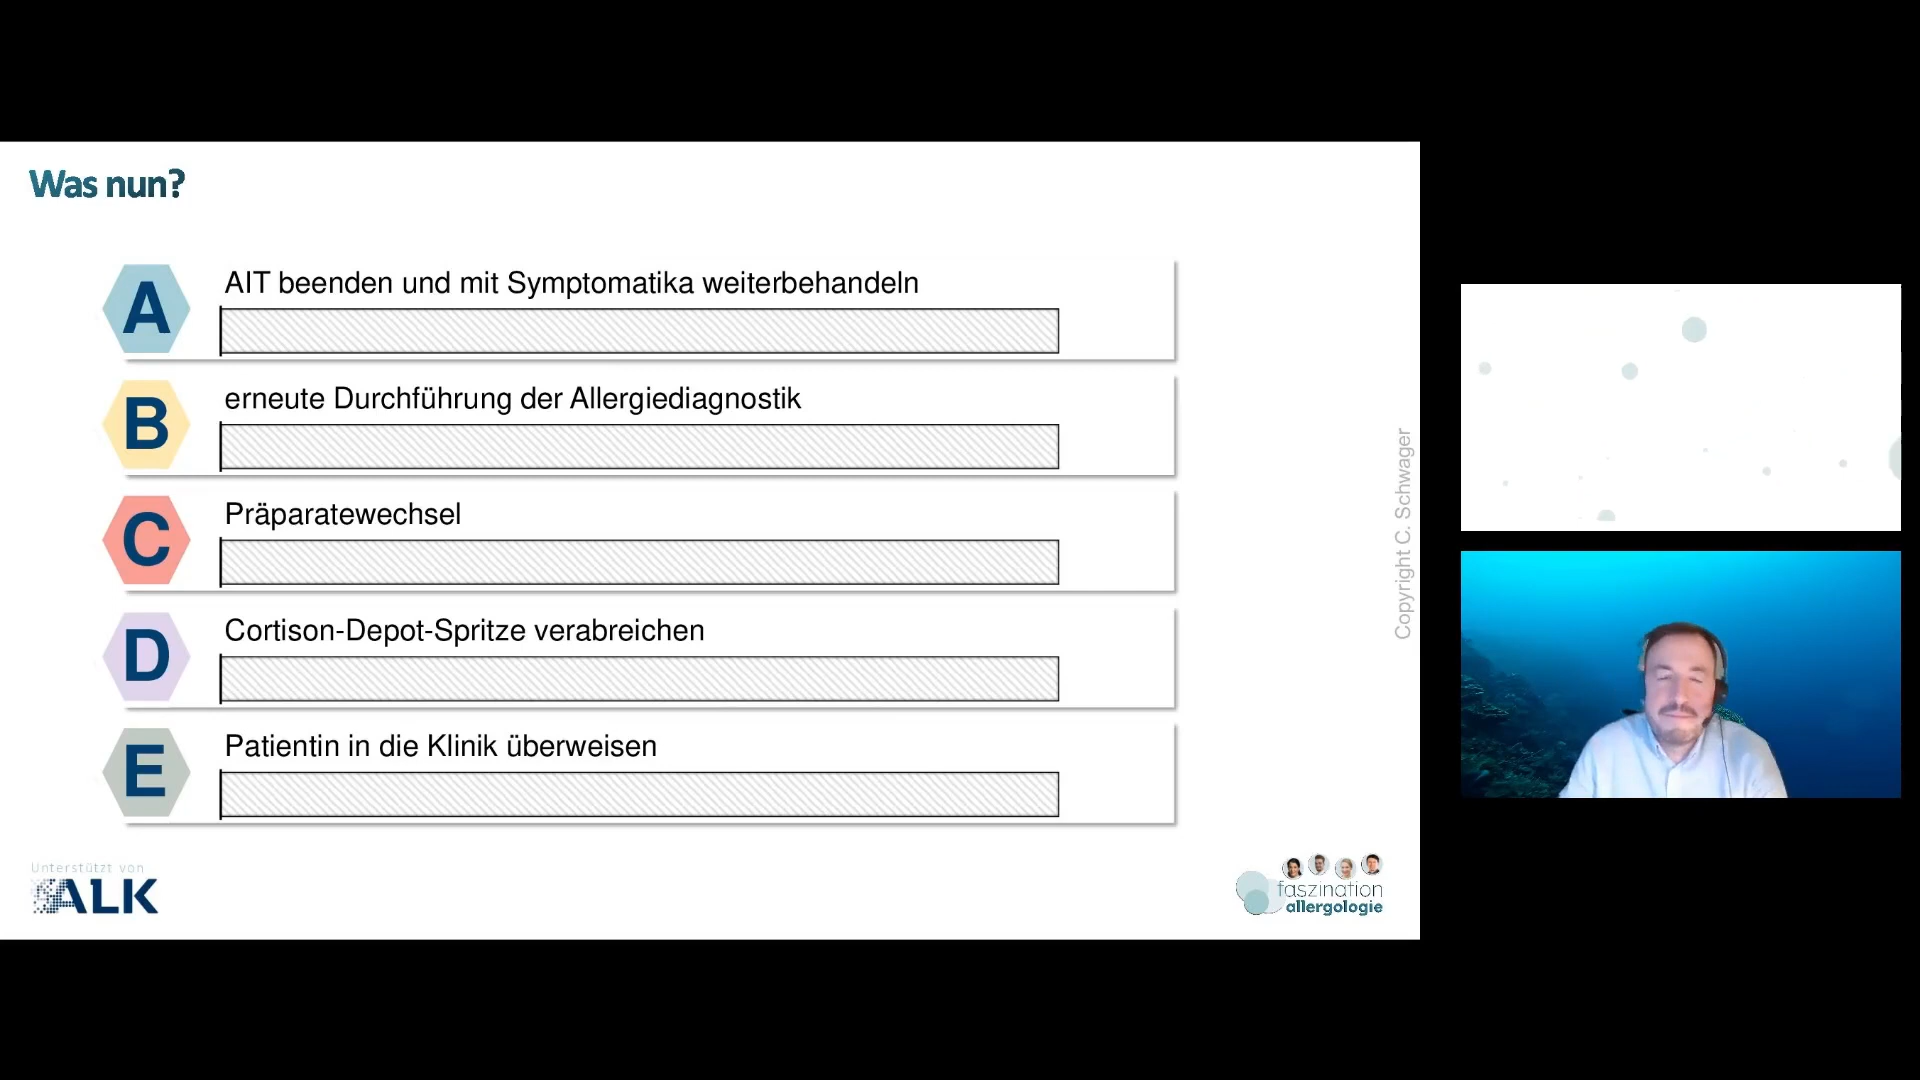 Was nun?
A
AIT beenden und mit Symptomatika weiterbehandeln
B
erneute Durchführung der Allergiediagnostik
C
Präparatewechsel
D
Cortison-Depot-Spritze verabreichen
E
Patientin in die Klinik überweisen
Copyright C. Schwager
Unterstützt von
ALK
faszination
allergologie